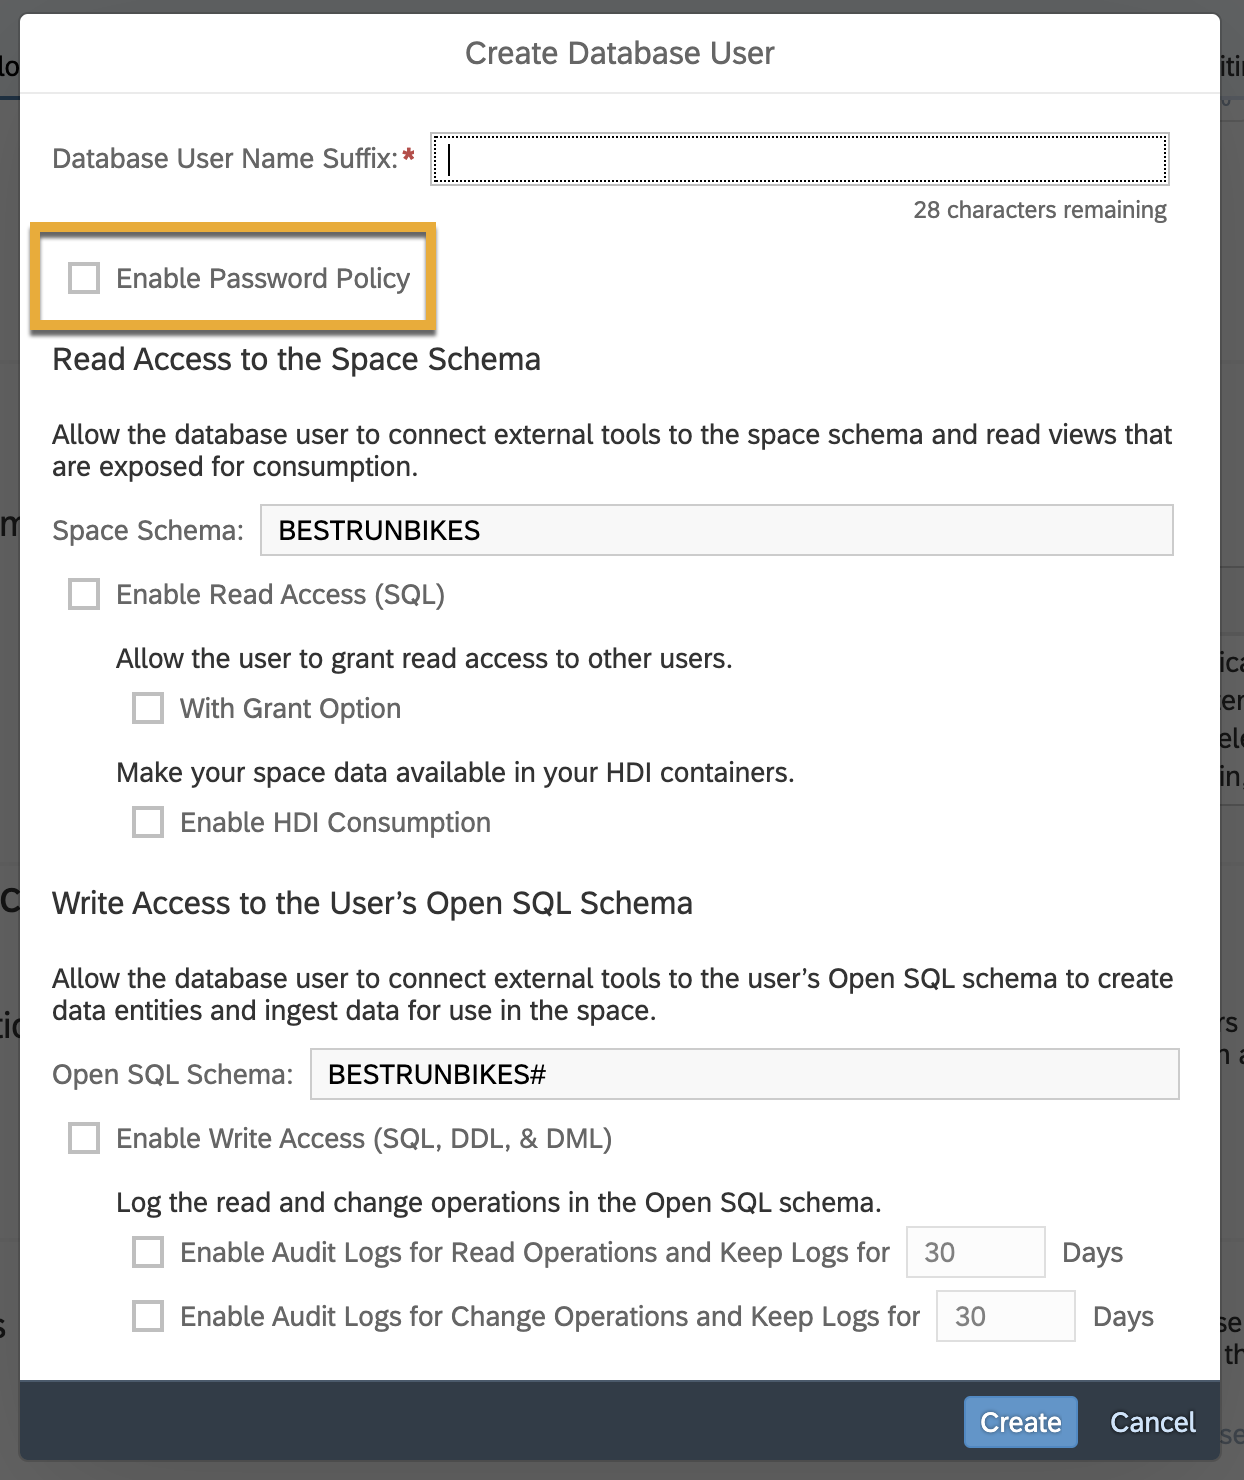 Create Database User
Database User Name Suffix:*
28 characters remaining
Enable Password Policy
Read Access to the Space Schema
Allow the database user to connect external tools to the space schema and read views that
are exposed for consumption.
Space Schema: BESTRUNBIKES
Enable Read Access (SQL)
Allow the user to grant read access to other users.
With Grant Option
Make your space data available in your HDI containers.
Enable HDI Consumption
Write Access to the User’s Open SQL Schema
Allow the database user to connect external tools to the user’s Open SQL schema to create
data entities and ingest data for use in the space.
Open SQL Schema: BESTRUNBIKES#
Enable Write Access (SQL, DDL, & DML)
Log the read and change operations in the Open SQL schema.
Enable Audit Logs for Read Operations and Keep Logs for 30 Days
Enable Audit Logs for Change Operations and Keep Logs for 30 Days
Create Cancel